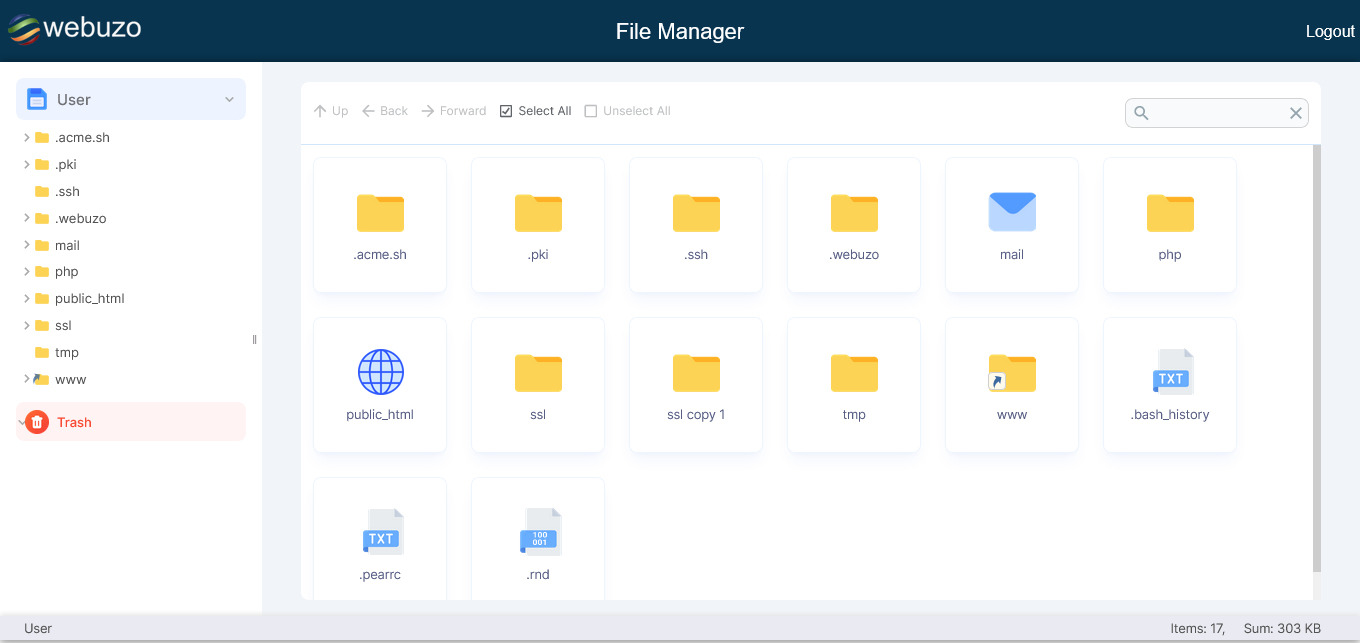 webuzo
File Manager
Logout
User
.acme.sh
.pki
.ssh
.webuzo
mail
php
public_html
ssl
tmp
www
Trash
Up Back Forward Select All Unselect All
.acme.sh .pki .ssh .webuzo mail php
TXT
public_html ssl ssl copy 1 tmp www .bash_history
TXT 100
001
.pearrc .rnd
User Items: 17, Sum: 303 KB